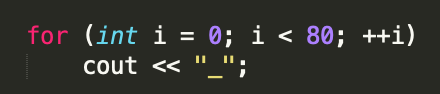 for (int i = 0; i < 80; ++i)
    cout << "_";